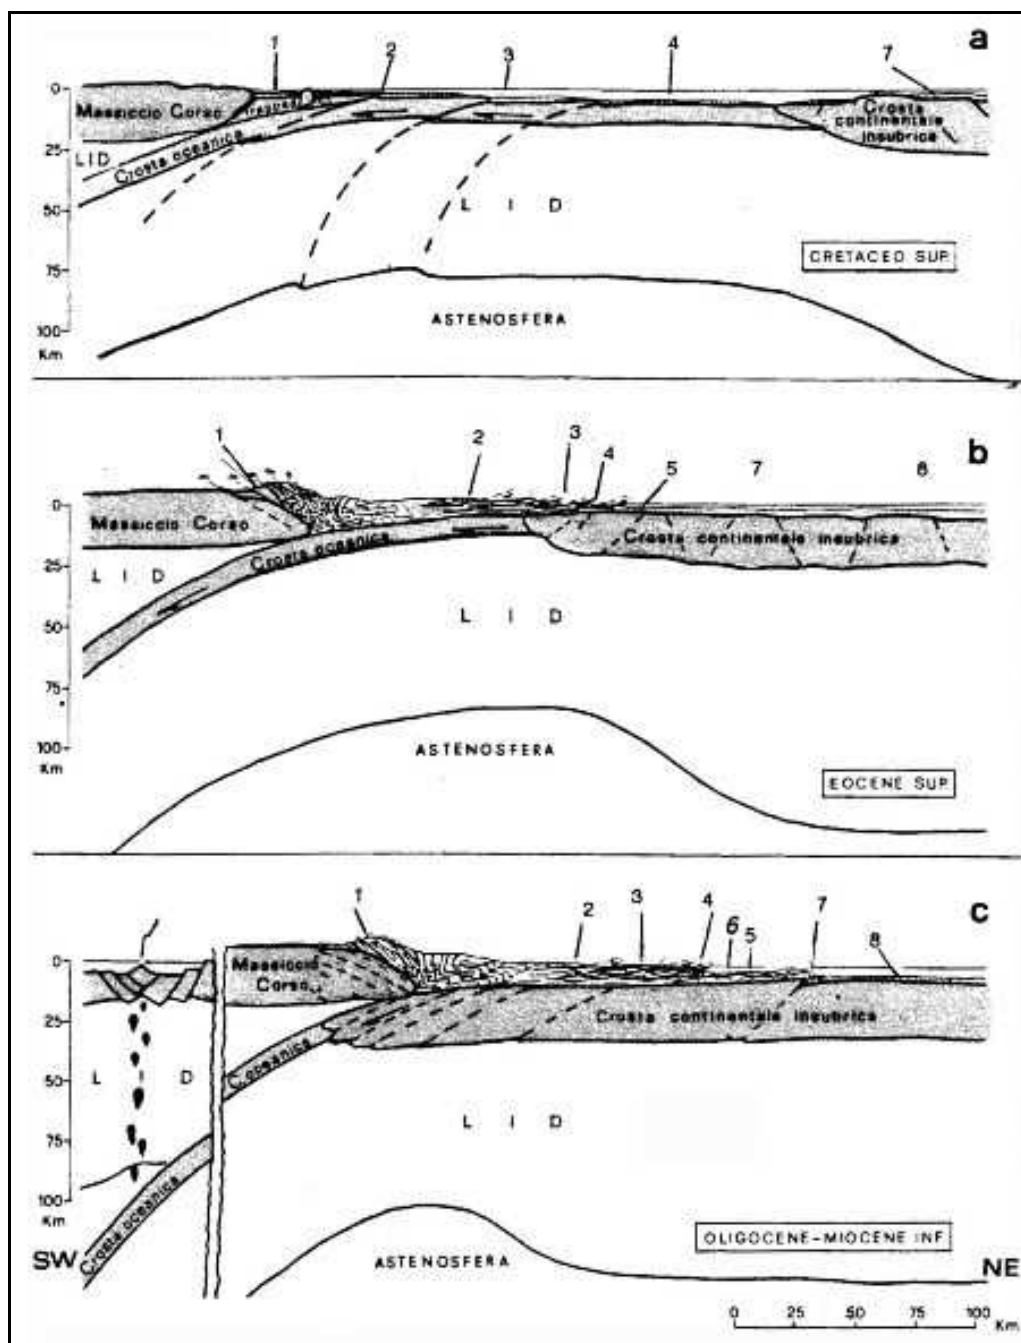 a
1 2 3 4 7
0
Massiccio Corso
Crosta continentale insubrica
25
LID
Crosta oceanica
50
L I D
75
CRETACEO SUP.
100
Km
ASTENOSFERA
b
1 2 3 4 5 7 8
0
Massiccio Corso
Crosta oceanica
Crosta continentale insubrica
25
L I D
50
L I D
75
100
Km
ASTENOSFERA
EOCENE SUP.
c
1 2 3 4 6 5 7 8
0
Massiccio Corso
25
Crosta continentale insubrica
C. oceanica
50
L I D
L I D
75
100
Km
Crosta oceanica
SW
ASTENOSFERA
OLIGOCENE-MIOCENE INF.
NE
0 25 50 75 100
Km.